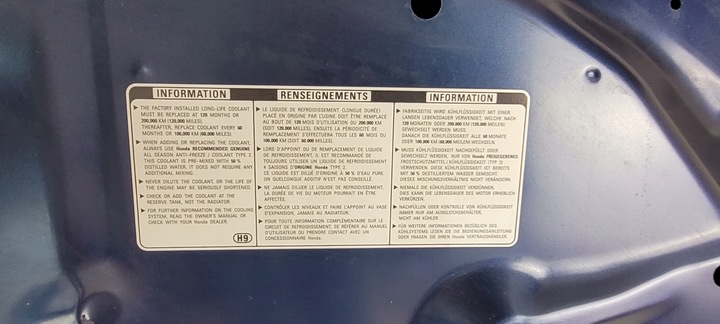 INFORMATION
THE FACTORY INSTALLED LONG-LIFE COOLANT
MUST BE REPLACED AT 120 MONTHS OR
200,000 KM (125,000 MILES).
THEREAFTER, REPLACE COOLANT EVERY 60
MONTHS OR 100,000 KM (60,000 MILES).
WHEN ADDING OR REPLACING THE COOLANT,
ALWAYS USE Honda RECOMMENDED GENUINE
ALL SEASON ANTI-FREEZE / COOLANT TYPE 2.
THIS COOLANT IS PRE-MIXED WITH 50 %
DISTILLED WATER. IT DOES NOT REQUIRE ANY
ADDITIONAL MIXING.
NEVER DILUTE THE COOLANT, OR THE LIFE OF
THE ENGINE MAY BE SERIOUSLY SHORTENED.
CHECK OR ADD THE COOLANT AT THE
RESERVE TANK, NOT THE RADIATOR.
FOR FURTHER INFORMATION ON THE COOLING
SYSTEM, READ THE OWNER'S MANUAL OR
CHECK WITH YOUR Honda DEALER.
H9
RENSEIGNEMENTS
LE LIQUIDE DE REFROIDISSEMENT (LONGUE DURÉE)
PLACÉ EN ORIGINE PAR L'USINE DOIT ÊTRE REMPLACÉ
AU BOUT DE 120 MOIS D'UTILISATION OU 200.000 KM
(SOIT 120.000 MILLES). ENSUITE LA PÉRIODICITÉ DE
REMPLACEMENT S'EFFECTUERA TOUS LES 60 MOIS OU
100.000 KM (SOIT 60.000 MILLES).
LORS D'APPOINT OU DE REMPLACEMENT DE LIQUIDE
DE REFROIDISSEMENT, IL EST RECOMMANDÉ DE
TOUJOURS UTILISER UN LIQUIDE DE REFROIDISSEMENT
4 SAISONS D'ORIGINE Honda TYPE 2.
CE LIQUIDE EST DILUÉ D'ORIGINE À 50 % D'EAU PURE,
UN QUELCONQUE ADDITIF N'EST PAS CONSEILLÉ.
NE JAMAIS DILUER LE LIQUIDE DE REFROIDISSEMENT,
LA DURÉE DE VIE DU MOTEUR POURRAIT EN ÊTRE
AFFECTÉE.
CONTRÔLER LES NIVEAUX ET FAIRE L'APPOINT AU VASE
D'EXPANSION, JAMAIS AU RADIATEUR.
POUR TOUTE INFORMATION COMPLÉMENTAIRE SUR LE
CIRCUIT DE REFROIDISSEMENT, SE RÉFÉRER AU MANUEL
D'UTILISATEUR OU PRENDRE CONTACT AVEC UN
CONCESSIONNAIRE Honda.
INFORMATION
FABRIKSEITIG WIRD KÜHLFLÜSSIGKEIT MIT EINER
LANGEN LEBENSDAUER VERWENDET, WELCHE NACH
120 MONATEN ODER 200,000 KM (120,000 MEILEN)
GEWECHSELT WERDEN MUSS.
DANACH DIE KÜHLFLÜSSIGKEIT ALLE 60 MONATE
ODER 100,000 KM (60,000 MEILEN) WECHSELN.
MUSS KÜHLFLÜSSIGKEIT NACHGEFÜLLT ODER
GEWECHSELT WERDEN, NUR VON Honda FREIGEGEBENES
FROSTSCHUTZMITTEL / KÜHLFLÜSSIGKEIT (TYP 2)
VERWENDEN. DIESE KÜHLFLÜSSIGKEIT IST BEREITS
MIT 50 % DESTILLIERTEM WASSER GEMISCHT.
DIESES MISCHUNGSVERHÄLTNIS NICHT VERÄNDERN.
NIEMALS DIE KÜHLFLÜSSIGKEIT VERDÜNNEN,
DIES KANN DIE LEBENSDAUER DES MOTOR ERHEBLICH
VERKÜRZEN.
NACHFÜLLEN ODER KONTROLLE VON KÜHLFLÜSSIGKEIT
IMMER NUR AM AUSGLEICHSBEHÄLTER,
NICHT AM KÜHLER.
FÜR WEITERE INFORMATIONEN BEZÜGLICH DES
KÜHLSYSTEMS, LESEN SIE DIE BEDIENUNGSANLEITUNG
ODER FRAGEN SIE IHREN Honda VERTRAGSHÄNDLER.